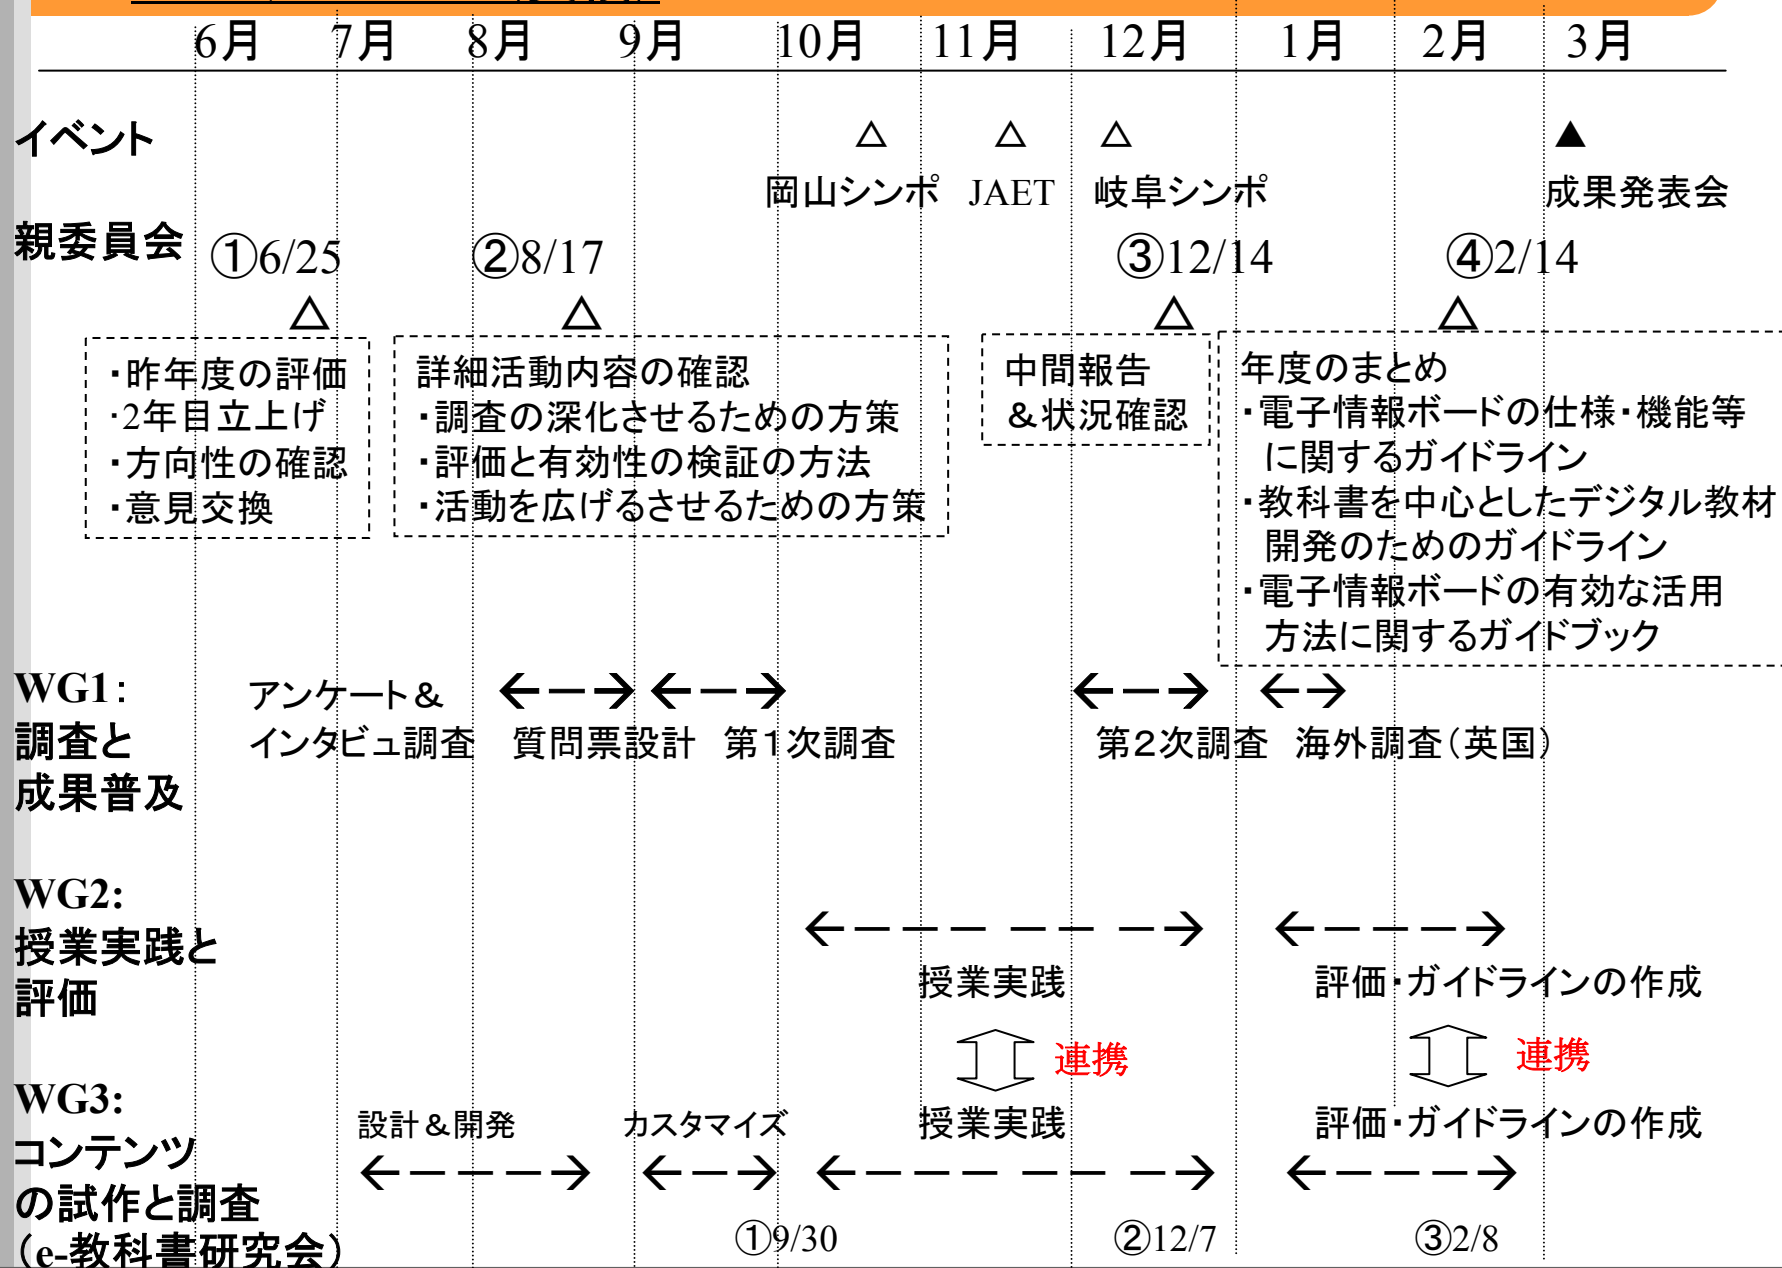 6月 7月 8月 9月 10月 11月 12月 1月 2月 3月
イベント
△ △ △ ▲
岡山シンポ JAET 岐阜シンポ 成果発表会
親委員会
①6/25 ②8/17 ③12/14 ④2/14
△ △ △ △
・昨年度の評価
・2年目立上げ
・方向性の確認
・意見交換
詳細活動内容の確認
・調査の深化させるための方策
・評価と有効性の検証の方法
・活動を広げるさせるための方策
中間報告
＆状況確認
年度のまとめ
・電子情報ボードの仕様・機能等
に関するガイドライン
・教科書を中心としたデジタル教材
開発のためのガイドライン
・電子情報ボードの有効な活用
方法に関するガイドブック
WG1：
調査と
成果普及
アンケート＆
インタビュ調査
質問票設計 第1次調査 第2次調査 海外調査（英国）
WG2:
授業実践と
評価
授業実践 評価・ガイドラインの作成
連携 連携
WG3:
コンテンツ
の試作と調査
（e-教科書研究会）
設計＆開発 カスタマイズ 授業実践 評価・ガイドラインの作成
①9/30 ②12/7 ③2/8